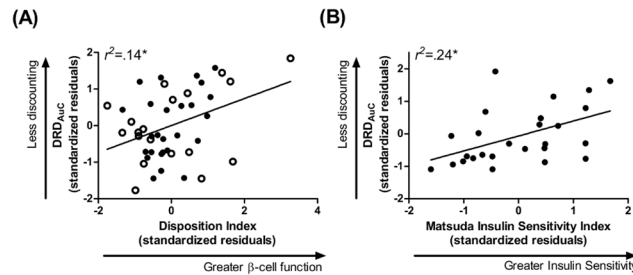 (A)
r²=.14*
Less discounting
DRDAUC
(standardized residuals)
2
1
0
-1
-2
-2
0
2
4
Disposition Index
(standardized residuals)
Greater β-cell function
(B)
r²=.24*
Less discounting
DRDAUC
(standardized residuals)
2
1
0
-1
-2
-2
-1
0
1
2
Matsuda Insulin Sensitivity Index
(standardized residuals)
Greater Insulin Sensitivity